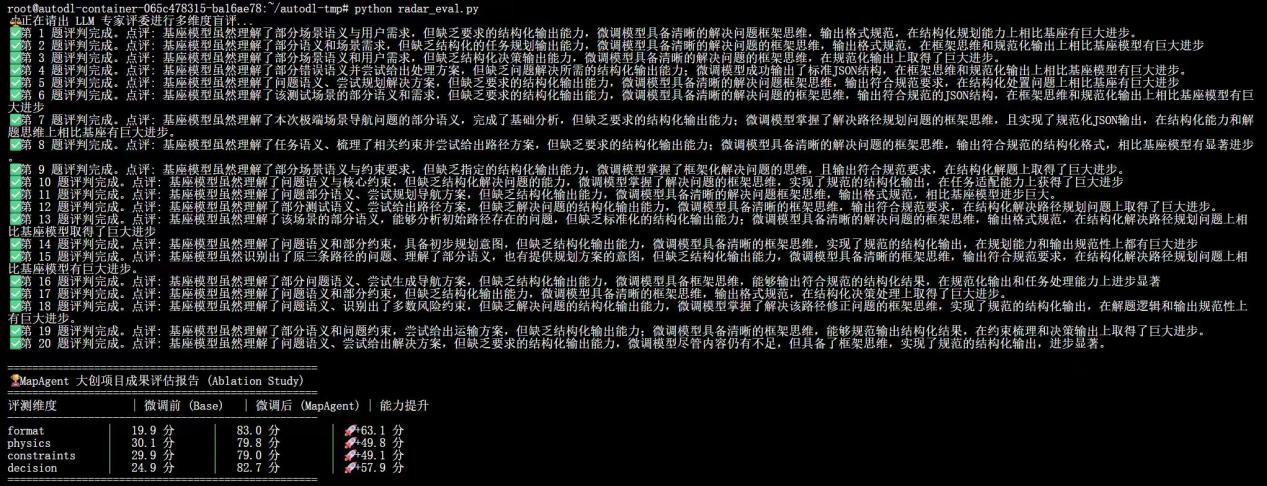 root@autodl-container-065c478315-ba16ae78:~/autodl-tmp# python radar_eval.py
⚖️正在请出 LLM 专家评委进行多维度盲评...
✅第 1 题评判完成。点评: 基座模型虽然理解了部分场景语义与用户需求，但缺乏要求的结构化输出能力，微调模型具备清晰的解决问题框架思维，输出格式规范，在结构化规划能力上相比基座模型有巨大进步。
✅第 2 题评判完成。点评: 基座模型虽然理解了部分语义和场景需求，但缺乏结构化的任务规划输出能力，微调模型具备清晰的解决问题的框架思维，输出格式规范，在框架思维和规范化输出上相比基座模型有巨大进步
✅第 3 题评判完成。点评: 基座模型虽然理解了部分场景语义和用户需求，但缺乏结构化决策输出能力，微调模型具备清晰的解决问题的框架思维，在规范化输出上取得了巨大进步。
✅第 4 题评判完成。点评: 基座模型虽然理解了部分错误语义并尝试给出处理方案，但缺乏问题解决所需的结构化输出能力；微调模型成功输出了标准JSON结构，在框架思维和规范化输出上相比基座模型有巨大进步。
✅第 5 题评判完成。点评: 基座模型虽然理解了问题语义、尝试规划解决方案，但缺乏要求的结构化输出能力，微调模型具备清晰的解决问题框架思维，输出符合规范要求，在结构化处置问题上相比基座模型有巨大进步
✅第 6 题评判完成。点评: 基座模型虽然理解了该测试场景的部分语义和需求，但缺乏要求的结构化输出能力，微调模型具备清晰的解决问题的框架思维，输出符合规范的JSON结构，在框架思维和规范化输出上相比基座模型有巨
大进步
✅第 7 题评判完成。点评: 基座模型虽然理解了本次极端场景导航问题的部分语义，完成了基础分析，但缺乏要求的结构化输出能力；微调模型掌握了解决路径规划问题的框架思维，且实现了规范化JSON输出，在结构化能力和解
题思维上相比基座有巨大进步。
✅第 8 题评判完成。点评: 基座模型虽然理解了任务语义、梳理了相关约束并尝试给出路径方案，但缺乏要求的结构化输出能力；微调模型具备清晰的解决问题的框架思维，输出符合规范的结构化格式，相比基座模型有显著进步
。
✅第 9 题评判完成。点评: 基座模型虽然理解了部分场景语义与约束要求，但缺乏指定的结构化输出能力，微调模型掌握了框架化解决问题的思维，且输出符合规范要求，在结构化解题上取得了巨大进步。
✅第 10 题评判完成。点评: 基座模型虽然理解了问题语义与核心约束，但缺乏结构化解决问题的能力，微调模型掌握了解决问题的框架思维，实现了规范的结构化输出，在任务适配能力上获得了巨大进步
✅第 11 题评判完成。点评: 基座模型虽然理解了问题部分语义、尝试规划导航方案，但缺乏结构化输出能力，微调模型具备清晰的解决问题框架思维，输出格式规范，相比基座模型进步巨大。
✅第 12 题评判完成。点评: 基座模型虽然理解了部分测试语义、尝试给出路径方案，但缺乏要求的结构化输出能力，微调模型具备清晰的框架思维，输出符合规范要求，在结构化解决路径规划问题上取得了巨大进步。
✅第 13 题评判完成。点评: 基座模型虽然理解了该场景的部分语义，能够分析初始路径存在的问题，但缺乏标准化的结构化输出能力；微调模型具备清晰的解决问题的框架思维，输出格式规范，在结构化解决路径规划问题上相
比基座模型取得了巨大进步
✅第 14 题评判完成。点评: 基座模型虽然理解了问题语义和部分约束，具备初步规划意图，但缺乏结构化输出能力，微调模型具备清晰的框架思维，实现了规范的结构化输出，在规划能力和输出规范性上都有巨大进步
✅第 15 题评判完成。点评: 基座模型虽然识别出了原三条路径的问题、理解了部分语义，也有提供规划方案的意图，但缺乏结构化输出能力，微调模型具备清晰的框架思维，输出符合规范要求，在结构化解决路径规划问题上相
比基座模型有巨大进步。
✅第 16 题评判完成。点评: 基座模型虽然理解了部分问题语义、尝试生成导航方案，但缺乏要求的结构化输出能力，微调模型具备框架思维，能够输出符合规范的结构化结果，在规范化输出和任务处理能力上进步显著
✅第 17 题评判完成。点评: 基座模型虽然理解了问题语义和部分约束，但缺乏结构化输出能力，微调模型具备清晰的解决问题的框架思维，输出格式规范，在结构化决策处理上取得了巨大进步。
✅第 18 题评判完成。点评: 基座模型虽然理解了问题语义、识别出了多数风险约束，但缺乏解决问题的结构化输出能力，微调模型掌握了解决该路径修正问题的框架思维，实现了规范的结构化输出，在解题逻辑和输出规范性上
有巨大进步。
✅第 19 题评判完成。点评: 基座模型虽然理解了部分语义和问题约束，尝试给出运输方案，但缺乏结构化输出能力；微调模型具备清晰的框架思维，能够规范输出结构化结果，在约束梳理和决策输出上取得了巨大进步。
✅第 20 题评判完成。点评: 基座模型虽然理解了问题语义、尝试给出解决方案，但缺乏要求的结构化输出能力，微调模型尽管内容仍有不足，但具备了框架思维，实现了规范的结构化输出，进步显著。
==================================================
🏆MapAgent 大创项目成果评估报告 (Ablation Study)
==================================================
评测维度 | 微调前 (Base) | 微调后 (MapAgent) | 能力提升
--------------------------------------------------
format | 19.9 分 | 83.0 分 | 🚀+63.1 分
physics | 30.1 分 | 79.8 分 | 🚀+49.8 分
constraints | 29.9 分 | 79.0 分 | 🚀+49.1 分
decision | 24.9 分 | 82.7 分 | 🚀+57.9 分
==================================================